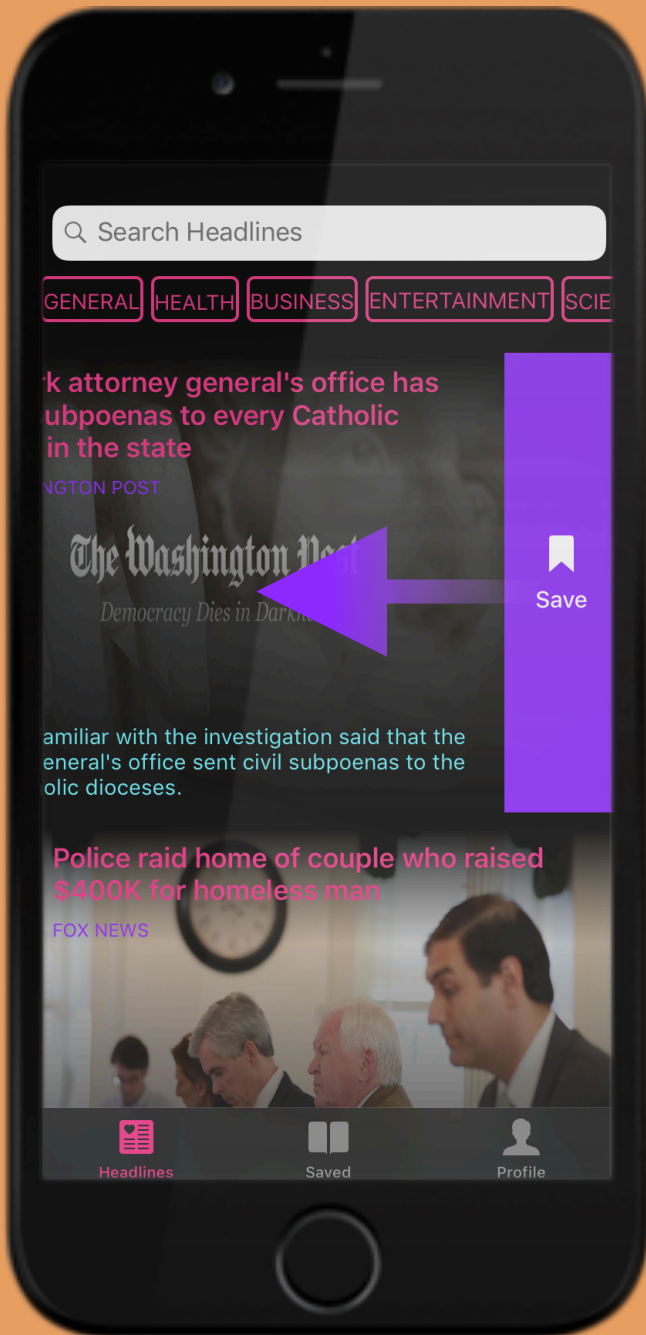 Search Headlines
GENERAL HEALTH BUSINESS ENTERTAINMENT SCIE
rk attorney general's office has
ubpoenas to every Catholic
in the state
NGTON POST
The Washington Post
Democracy Dies in Darkn
Save
amiliar with the investigation said that the
eneral's office sent civil subpoenas to the
olic dioceses.
Police raid home of couple who raised
$400K for homeless man
FOX NEWS
Headlines Saved Profile